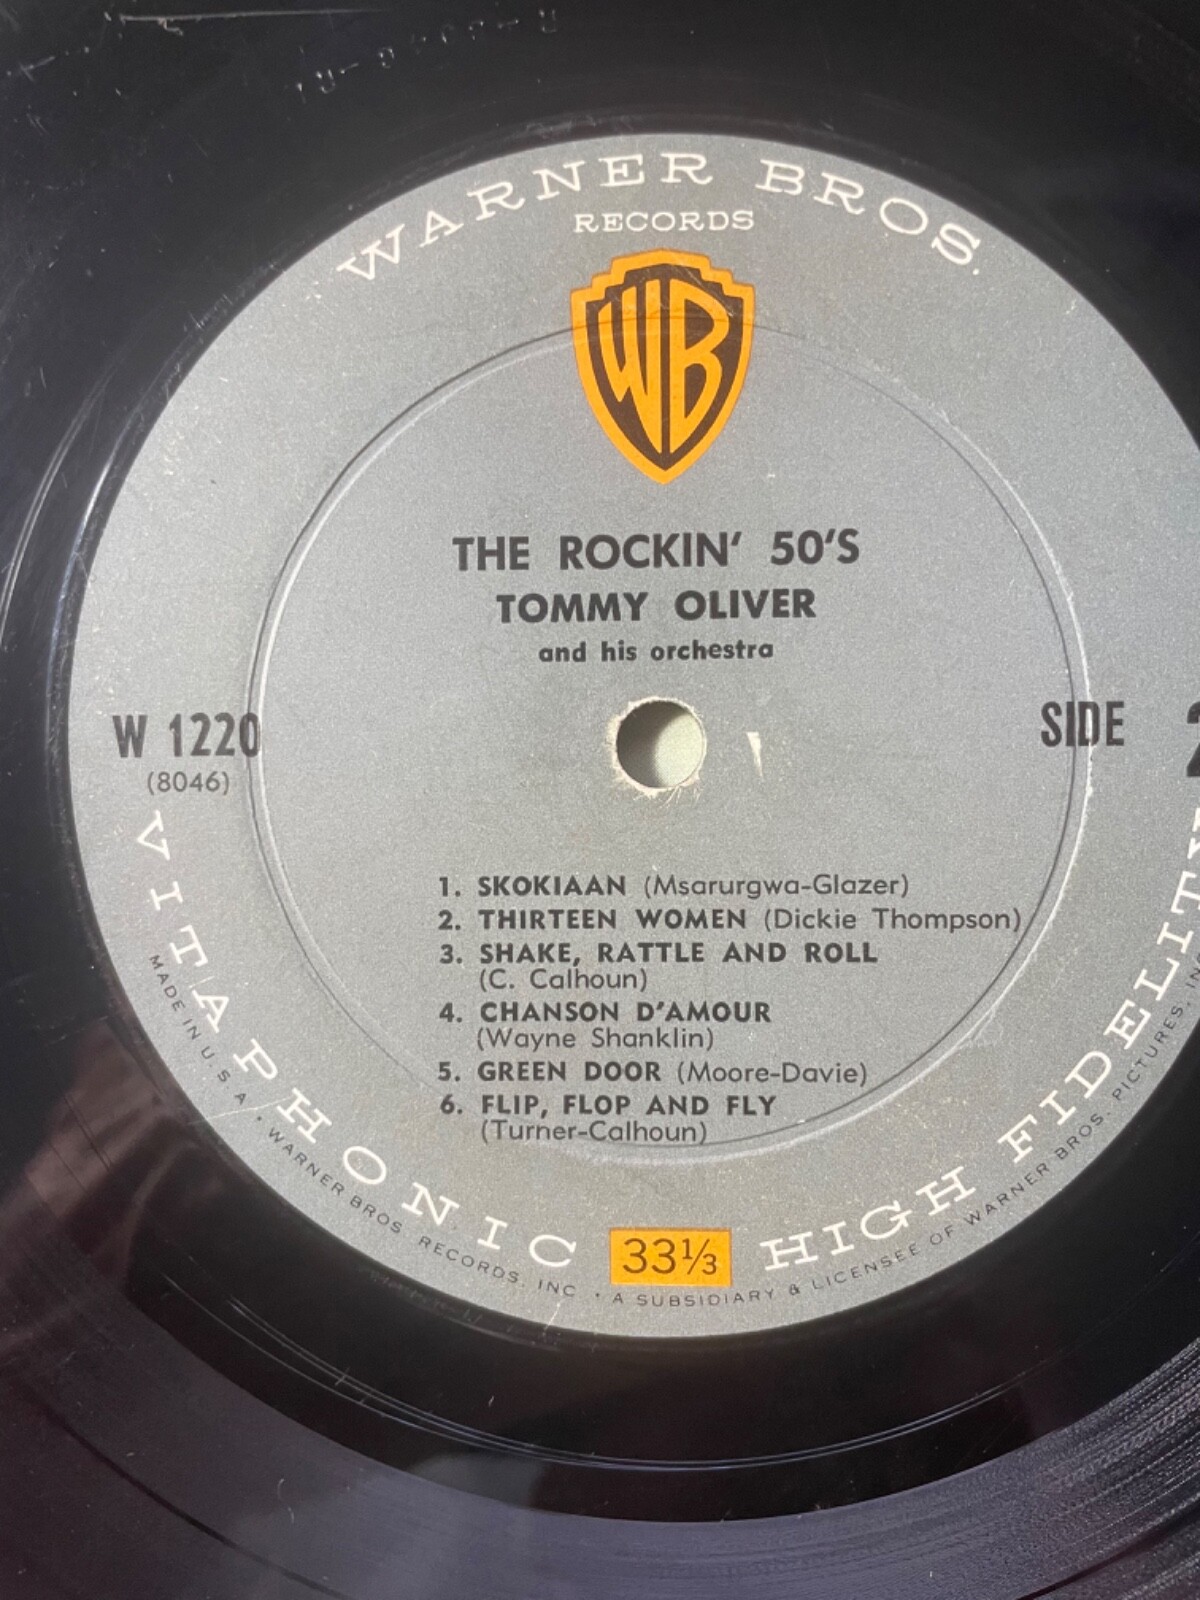 WARNER BROS.
RECORDS
WB
THE ROCKIN' 50'S
TOMMY OLIVER
and his orchestra
W 1220
(8046)
SIDE 2
1. SKOKIAAN (Msarurgwa-Glazer)
2. THIRTEEN WOMEN (Dickie Thompson)
3. SHAKE, RATTLE AND ROLL
(C. Calhoun)
4. CHANSON D'AMOUR
(Wayne Shanklin)
5. GREEN DOOR (Moore-Davie)
6. FLIP, FLOP AND FLY
(Turner-Calhoun)
VITAPHONIC HIGH FIDELITY
33⅓
MADE IN U.S.A. • WARNER BROS. RECORDS, INC. • A SUBSIDIARY & LICENSEE OF WARNER BROS. PICTURES, INC.